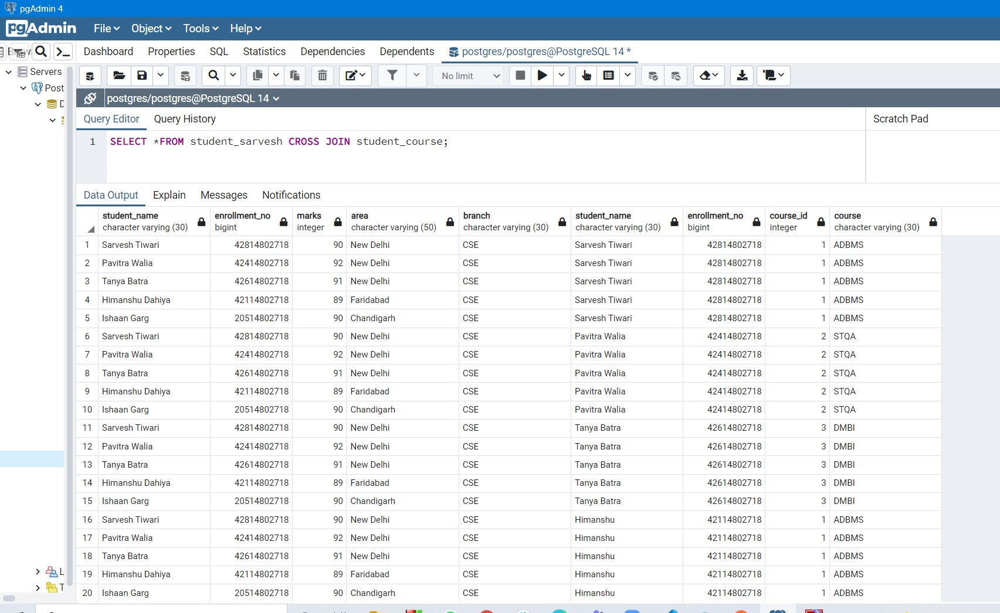 pgAdmin 4
pgAdmin File Object Tools Help
Dashboard Properties SQL Statistics Dependencies Dependents postgres/postgres@PostgreSQL 14 *
Servers
Post
No limit
postgres/postgres@PostgreSQL 14
Query Editor Query History Scratch Pad
1 SELECT *FROM student_sarvesh CROSS JOIN student_course;
Data Output Explain Messages Notifications
student_name enrollment_no marks area branch student_name enrollment_no course_id course
character varying (30) bigint integer character varying (50) character varying (30) character varying (30) bigint integer character varying (30)
1 Sarvesh Tiwari 42814802718 90 New Delhi CSE Sarvesh Tiwari 42814802718 1 ADBMS
2 Pavitra Walia 42414802718 92 New Delhi CSE Sarvesh Tiwari 42814802718 1 ADBMS
3 Tanya Batra 42614802718 91 New Delhi CSE Sarvesh Tiwari 42814802718 1 ADBMS
4 Himanshu Dahiya 42114802718 89 Faridabad CSE Sarvesh Tiwari 42814802718 1 ADBMS
5 Ishaan Garg 20514802718 90 Chandigarh CSE Sarvesh Tiwari 42814802718 1 ADBMS
6 Sarvesh Tiwari 42814802718 90 New Delhi CSE Pavitra Walia 42414802718 2 STQA
7 Pavitra Walia 42414802718 92 New Delhi CSE Pavitra Walia 42414802718 2 STQA
8 Tanya Batra 42614802718 91 New Delhi CSE Pavitra Walia 42414802718 2 STQA
9 Himanshu Dahiya 42114802718 89 Faridabad CSE Pavitra Walia 42414802718 2 STQA
10 Ishaan Garg 20514802718 90 Chandigarh CSE Pavitra Walia 42414802718 2 STQA
11 Sarvesh Tiwari 42814802718 90 New Delhi CSE Tanya Batra 42614802718 3 DMBI
12 Pavitra Walia 42414802718 92 New Delhi CSE Tanya Batra 42614802718 3 DMBI
13 Tanya Batra 42614802718 91 New Delhi CSE Tanya Batra 42614802718 3 DMBI
14 Himanshu Dahiya 42114802718 89 Faridabad CSE Tanya Batra 42614802718 3 DMBI
15 Ishaan Garg 20514802718 90 Chandigarh CSE Tanya Batra 42614802718 3 DMBI
16 Sarvesh Tiwari 42814802718 90 New Delhi CSE Himanshu 42114802718 1 ADBMS
17 Pavitra Walia 42414802718 92 New Delhi CSE Himanshu 42114802718 1 ADBMS
18 Tanya Batra 42614802718 91 New Delhi CSE Himanshu 42114802718 1 ADBMS
19 Himanshu Dahiya 42114802718 89 Faridabad CSE Himanshu 42114802718 1 ADBMS
L
20 Ishaan Garg 20514802718 90 Chandigarh CSE Himanshu 42114802718 1 ADBMS
T